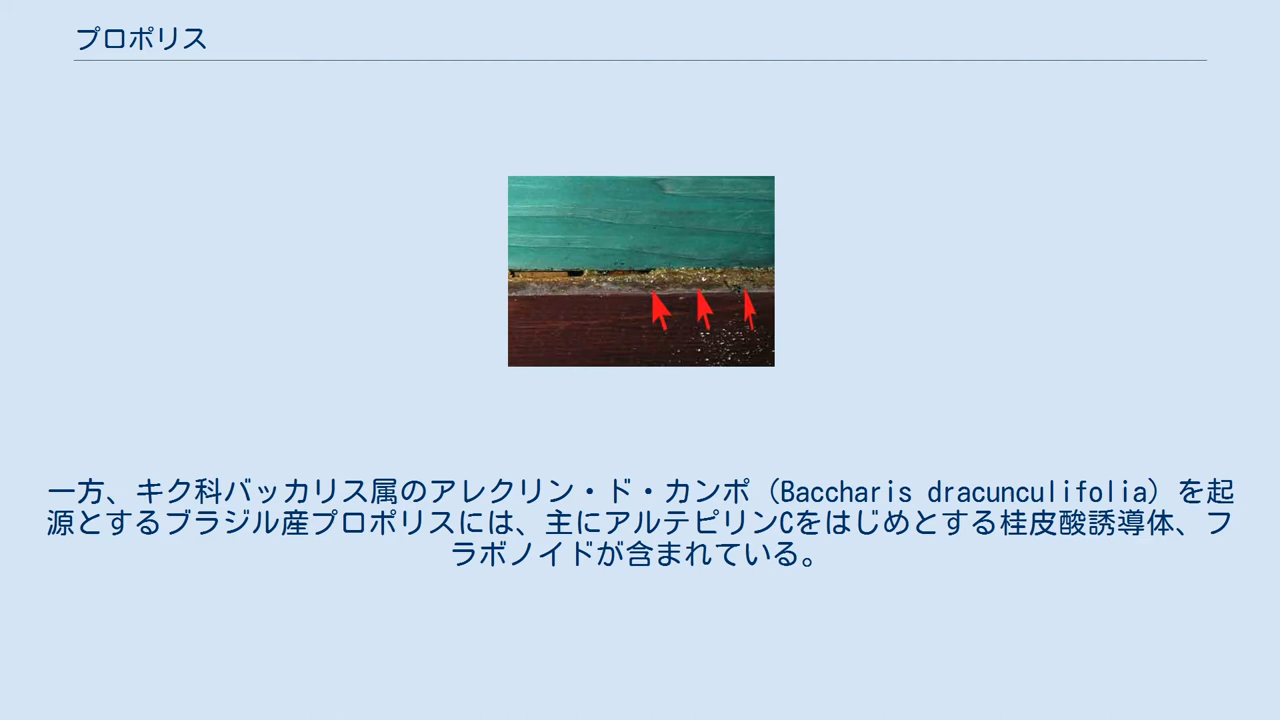 プロポリス
一方、キク科バッカリス属のアレクリン・ド・カンポ（Baccharis dracunculifolia）を起
源とするブラジル産プロポリスには、主にアルテピリンCをはじめとする桂皮酸誘導体、フ
ラボノイドが含まれている。